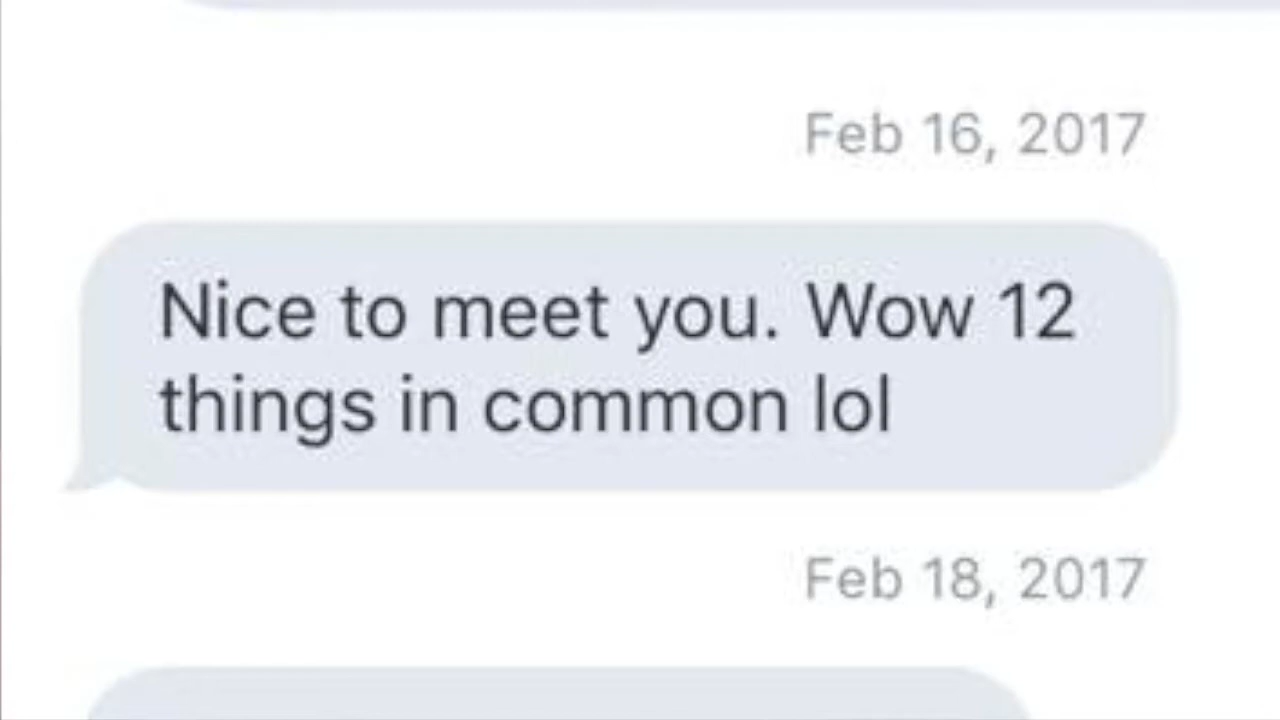 Feb 16, 2017
Nice to meet you. Wow 12
things in common lol
Feb 18, 2017